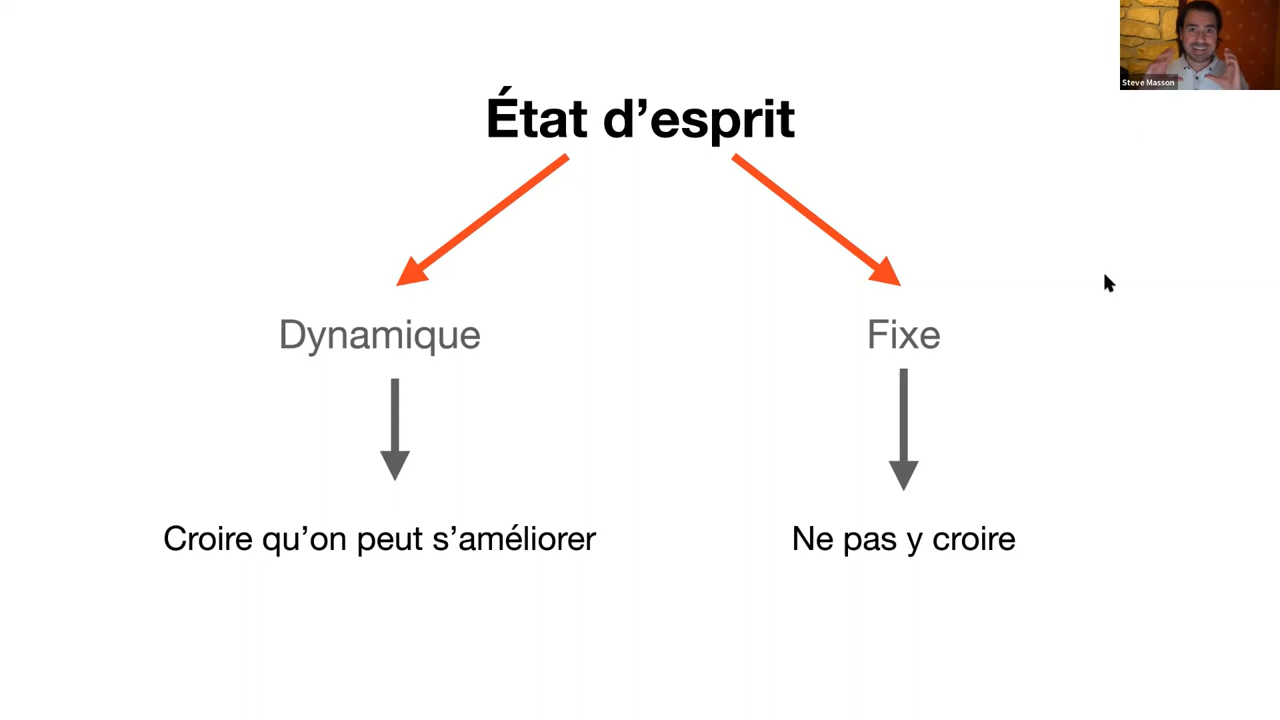 Steve Masson
État d’esprit
Dynamique
Fixe
Croire qu’on peut s’améliorer
Ne pas y croire